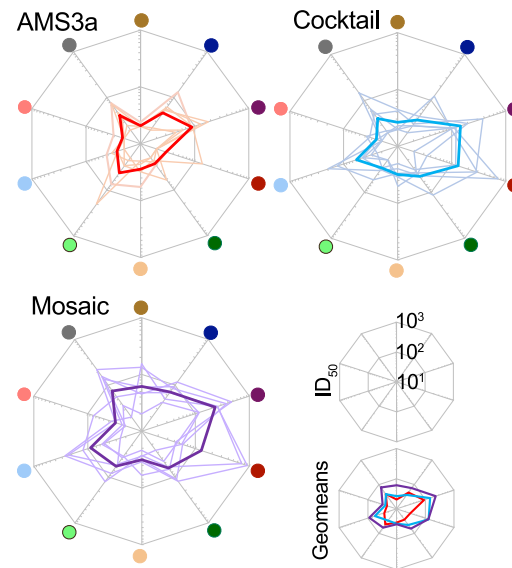 AMS3a
Cocktail
Mosaic
10³
10²
10¹
ID₅₀
Geomeans